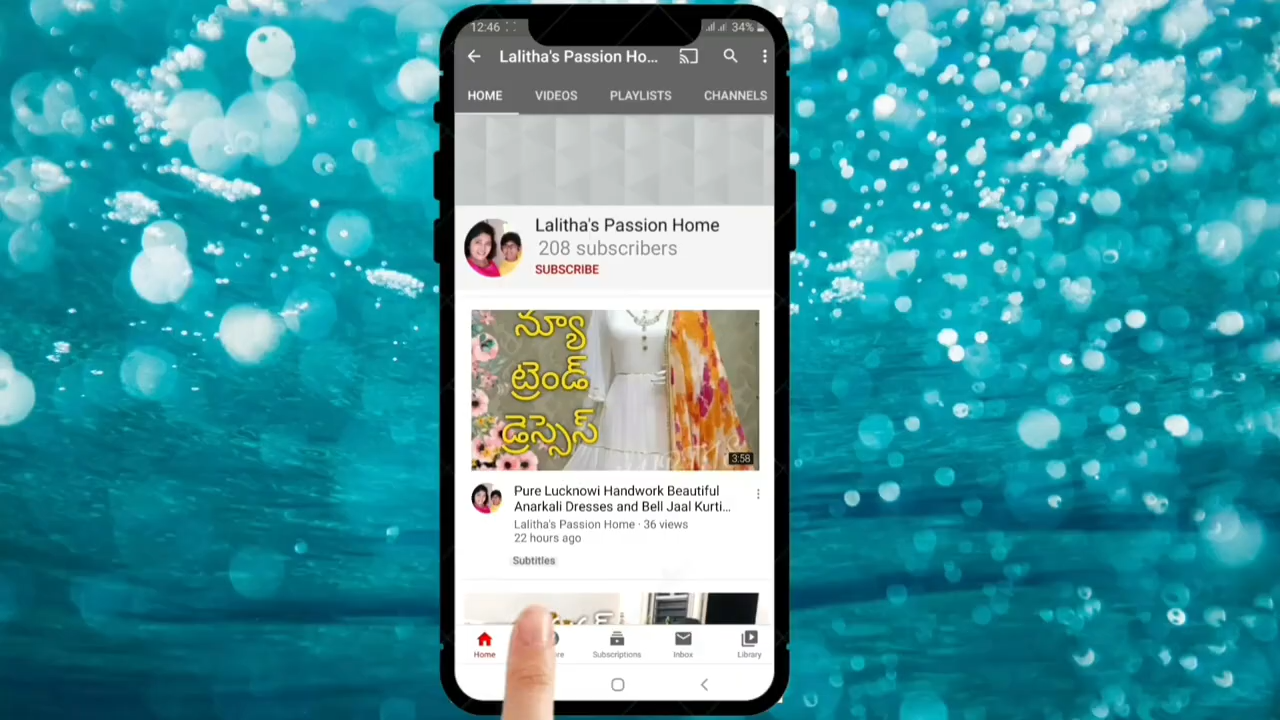 12:46
34%
Lalitha's Passion Ho...
HOME VIDEOS PLAYLISTS CHANNELS
Lalitha's Passion Home
208 subscribers
SUBSCRIBE
న్యూ
ట్రెండ్
డ్రెస్సెస్
3:58
Pure Lucknowi Handwork Beautiful
Anarkali Dresses and Bell Jaal Kurti...
Lalitha's Passion Home · 36 views
22 hours ago
Subtitles
Home Subscriptions Inbox Library